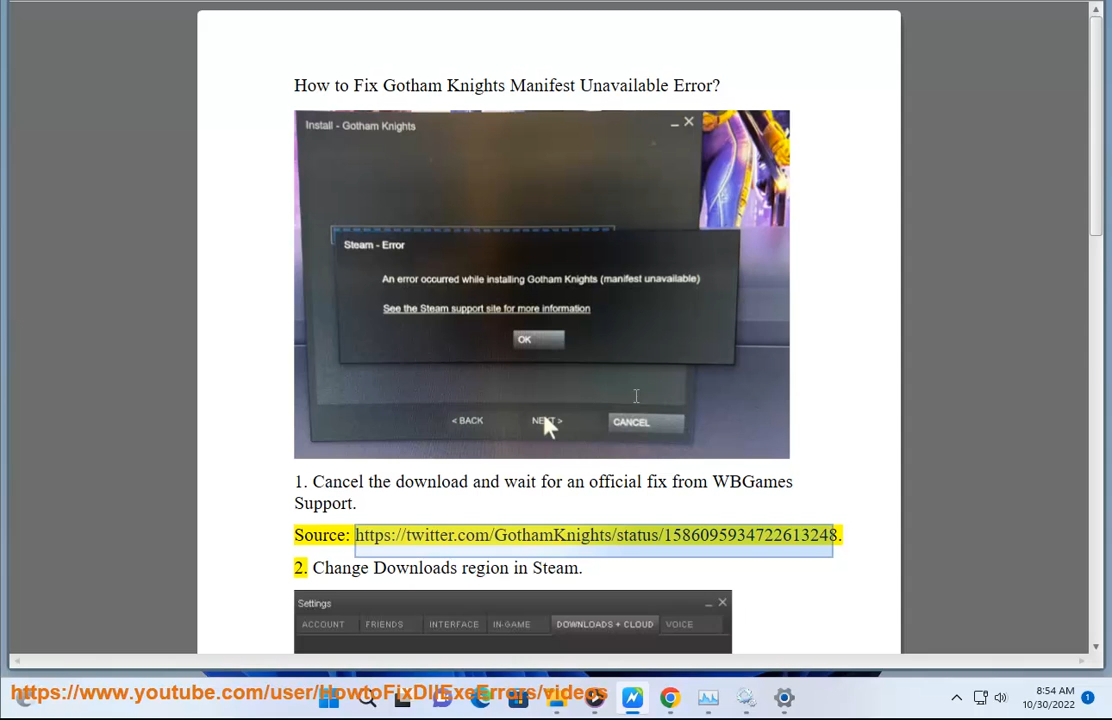 How to Fix Gotham Knights Manifest Unavailable Error?
Install - Gotham Knights
Steam - Error
An error occurred while installing Gotham Knights (manifest unavailable)
See the Steam support site for more information
OK
< BACK
NEXT >
CANCEL
1. Cancel the download and wait for an official fix from WBGames
Support.
Source: https://twitter.com/GothamKnights/status/1586095934722613248.
2. Change Downloads region in Steam.
Settings
ACCOUNT FRIENDS INTERFACE IN-GAME DOWNLOADS + CLOUD VOICE
https://www.youtube.com/user/HowtoFixDllExeErrors/videos
8:54 AM
10/30/2022
1